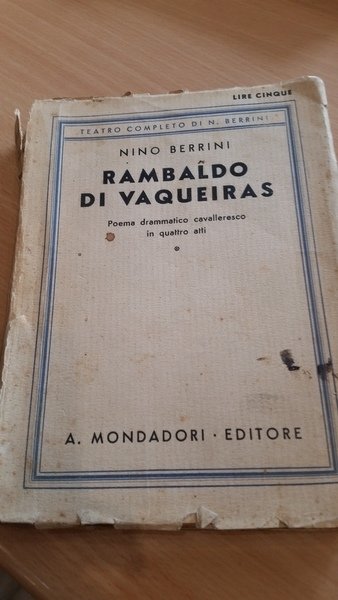 LIRE CINQUE
TEATRO COMPLETO DI N. BERRINI
NINO BERRINI
RAMBALDO
DI VAQUEIRAS
Poema drammatico cavalleresco
in quattro atti
A. MONDADORI · EDITORE